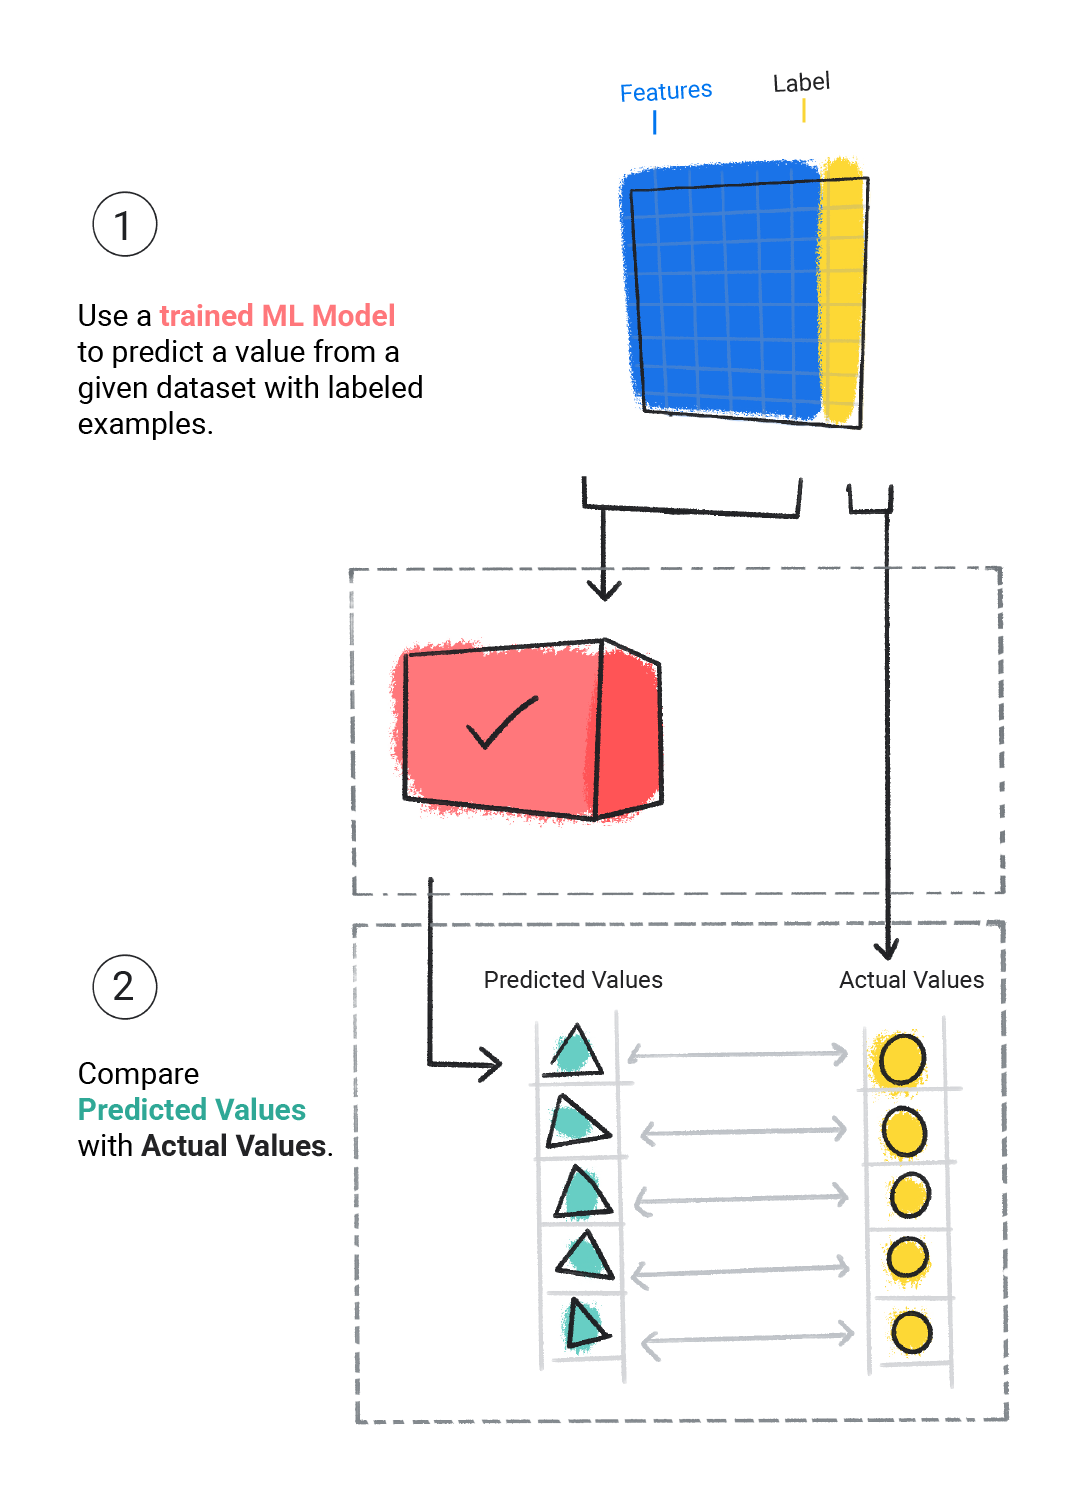 Features
Label
1
Use a trained ML Model
to predict a value from a
given dataset with labeled
examples.
2
Compare
Predicted Values
with Actual Values.
Predicted Values
Actual Values